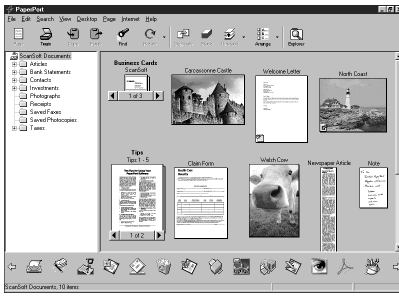 PaperPort
File Edit Search View Desktop Page Internet Help
Find
Arrange
Explorer
ScanSoft Documents
Articles
Bank Statements
Contacts
Investments
Photographs
Receipts
Saved Faxes
Saved Photocopies
Taxes
Business Cards
ScanSoft
1 of 3
Carcassonne Castle
Welcome Letter
North Coast
Tips
Tips 1 - 5
1 of 2
Claim Form
Watch Cow
Newspaper Article
Note
ScanSoft Documents, 10 items